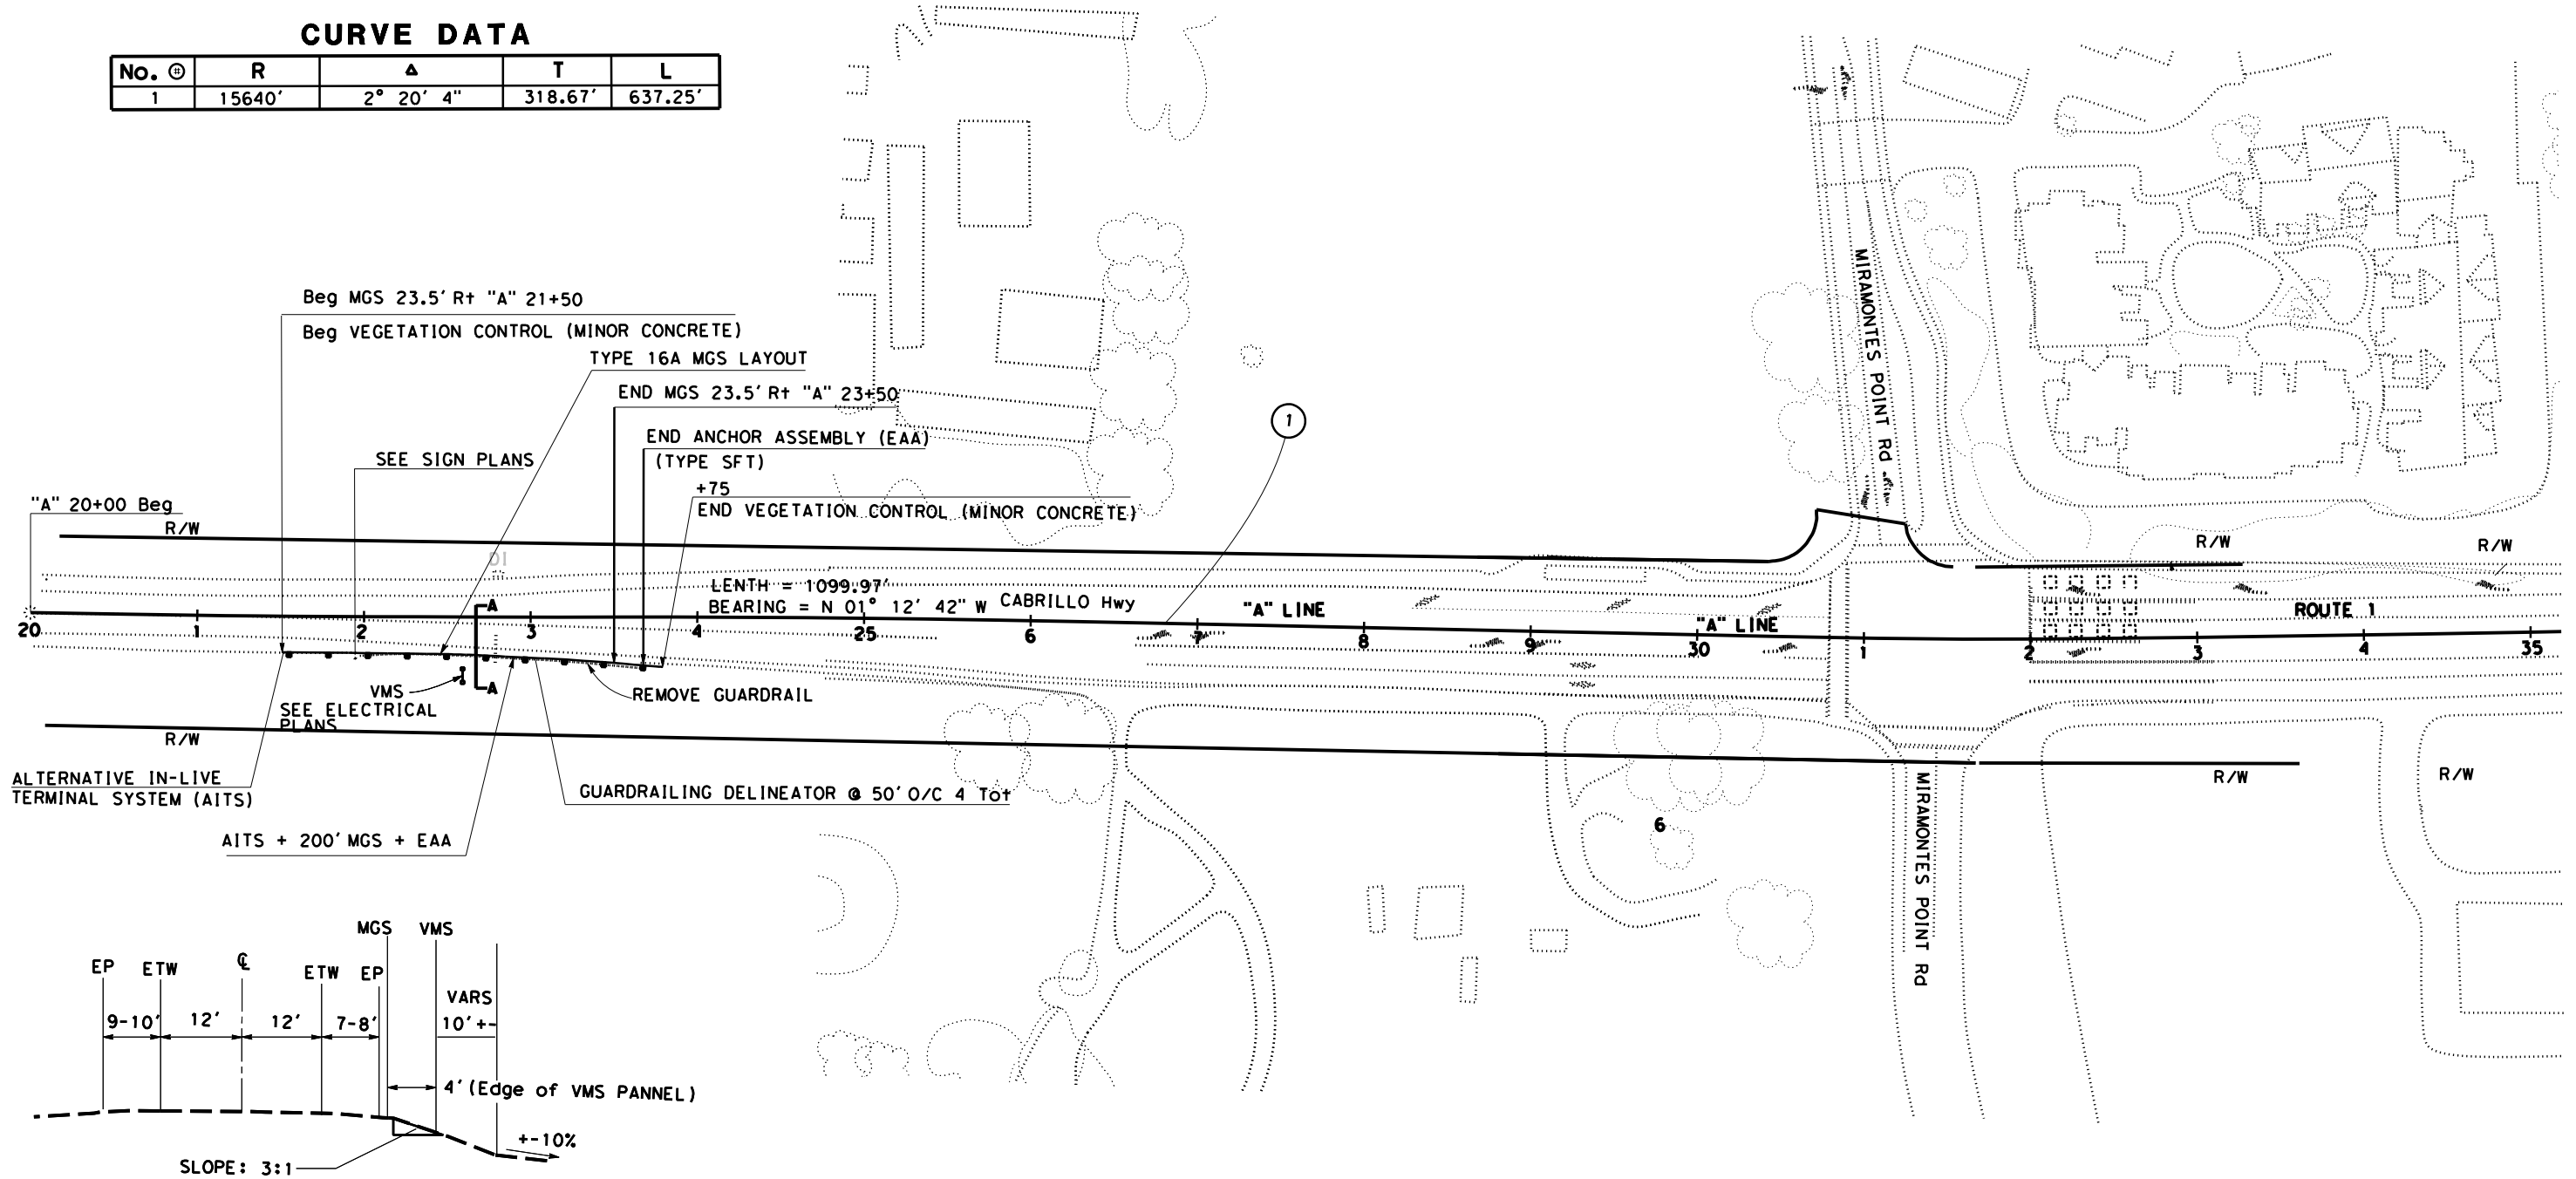 CURVE DATA
No. # R Δ T L
1 15640' 2° 20' 4" 318.67' 637.25'
Beg MGS 23.5' Rt "A" 21+50
Beg VEGETATION CONTROL (MINOR CONCRETE)
TYPE 16A MGS LAYOUT
END MGS 23.5' Rt "A" 23+50
END ANCHOR ASSEMBLY (EAA)
(TYPE SFT)
SEE SIGN PLANS
+75
END VEGETATION CONTROL (MINOR CONCRETE)
1
"A" 20+00 Beg
R/W
DI
MIRAMONTES POINT Rd
R/W
R/W
LENTH = 1099.97'
BEARING = N 01° 12' 42" W
CABRILLO Hwy
"A" LINE
"A" LINE
ROUTE 1
A
20 1 2 3 4 25 6 7 8 9 30 1 2 3 4 35
A
VMS
REMOVE GUARDRAIL
SEE ELECTRICAL
PLANS
R/W
ALTERNATIVE IN-LIVE
TERMINAL SYSTEM (AITS)
GUARDRAILING DELINEATOR @ 50' O/C 4 Tot
AITS + 200' MGS + EAA
6
R/W
R/W
MIRAMONTES POINT Rd
MGS VMS
EP ETW ℄ ETW EP
VARS
9-10' 12' 12' 7-8' 10'+-
4' (Edge of VMS PANNEL)
+-10%
SLOPE: 3:1